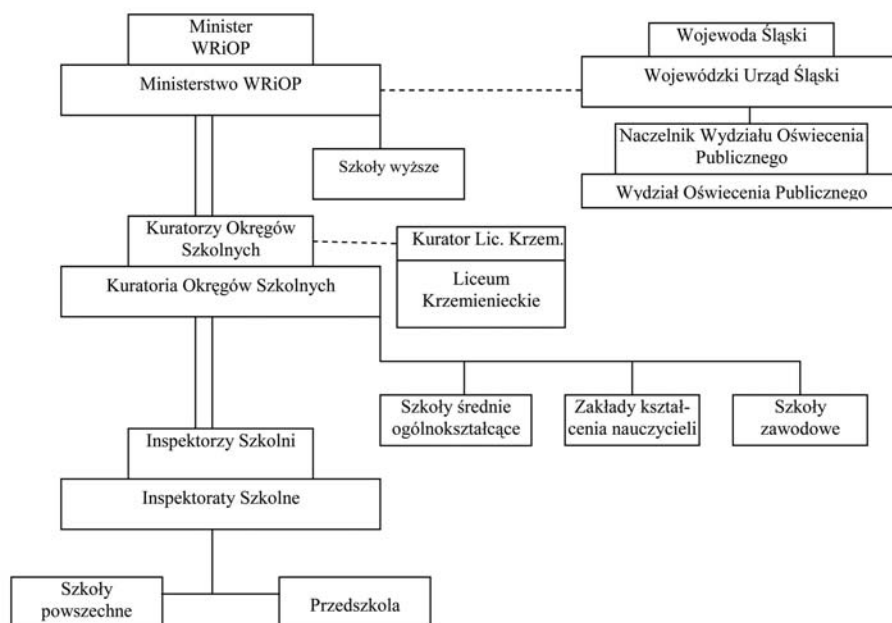 Minister
WRiOP
Ministerstwo WRiOP
Wojewoda Śląski
Wojewódzki Urząd Śląski
Naczelnik Wydziału Oświecenia
Publicznego
Wydział Oświecenia Publicznego
Szkoły wyższe
Kuratorzy Okręgów
Szkolnych
Kuratoria Okręgów Szkolnych
Kurator Lic. Krzem.
Liceum
Krzemienieckie
Szkoły średnie
ogólnokształcące
Zakłady kształ-
cenia nauczycieli
Szkoły
zawodowe
Inspektorzy Szkolni
Inspektoraty Szkolne
Szkoły
powszechne
Przedszkola